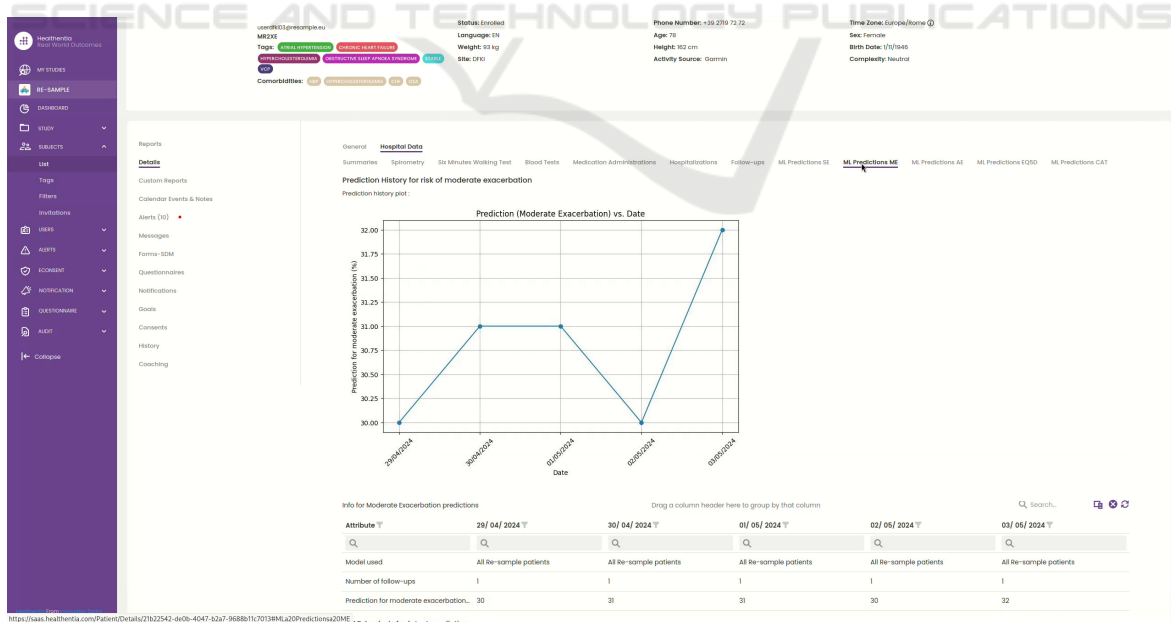 SCIENCE AND TECHNOLOGY PUBLICATIONS
Healthentia
Real World Outcomes
MY STUDIES
RE-SAMPLE
DASHBOARD
STUDY
SUBJECTS
List
Tags
Filters
Invitations
USERS
ALERTS
ECONSENT
NOTIFICATION
QUESTIONNAIRE
AUDIT
Collapse
userdfki03@resample.eu
MR2XE
Tags: ATRIAL HYPERTENSION CHRONIC HEART FAILURE
HYPERCHOLESTEROLEMIA OBSTRUCTIVE SLEEP APNOEA SYNDROME
VCP
Comorbidities: HBP HYPERCHOLESTEROLEMIA CHF OSA
Status: Enrolled
Language: EN
Weight: 93 kg
Site: DFKI
Phone Number: +39 2719 72 72
Age: 78
Height: 162 cm
Activity Source: Garmin
Time Zone: Europe/Rome
Sex: Female
Birth Date: 1/11/1946
Complexity: Neutral
Reports
Details
Custom Reports
Calendar Events & Notes
Alerts (10)
Messages
Forms-SDM
Questionnaires
Notifications
Goals
Consents
History
Coaching
General Hospital Data
Summaries Spirometry Six Minutes Walking Test Blood Tests Medication Administrations Hospitalizations Follow-ups ML Predictions SE ML Predictions ME ML Predictions AE ML Predictions EQ5D ML Predictions CAT
Prediction History for risk of moderate exacerbation
Prediction history plot :
Prediction (Moderate Exacerbation) vs. Date
Prediction for moderate exacerbation (%)
32.00
31.75
31.50
31.25
31.00
30.75
30.50
30.25
30.00
29/04/2024 30/04/2024 01/05/2024 02/05/2024 03/05/2024
Date
Info for Moderate Exacerbation predictions Drag a column header here to group by that column Search...
Attribute 29/ 04/ 2024 30/ 04/ 2024 01/ 05/ 2024 02/ 05/ 2024 03/ 05/ 2024
Model used All Re-sample patients All Re-sample patients All Re-sample patients All Re-sample patients All Re-sample patients
Number of follow-ups 1 1 1 1 1
Prediction for moderate exacerbation... 30 31 31 30 32
https://saas.healthentia.com/Patient/Details/21b22542-de0b-4047-b2a7-9688b11c7013#MLa20Predictionsa20ME